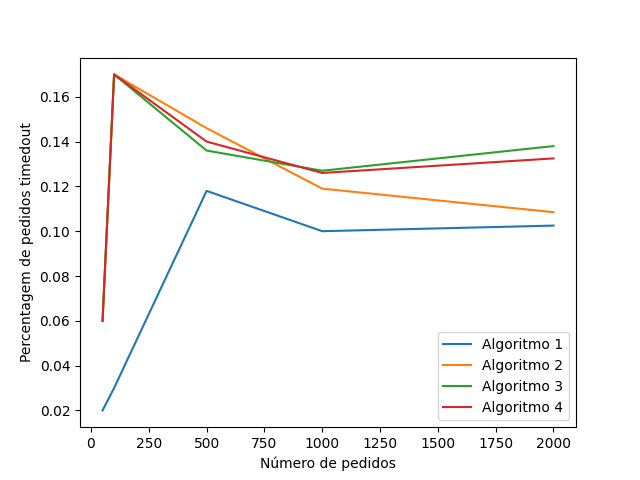 0.16
0.14
0.12
0.10
0.08
0.06
0.04
0.02
Percentagem de pedidos timedout
Algoritmo 1
Algoritmo 2
Algoritmo 3
Algoritmo 4
0 250 500 750 1000 1250 1500 1750 2000
Número de pedidos